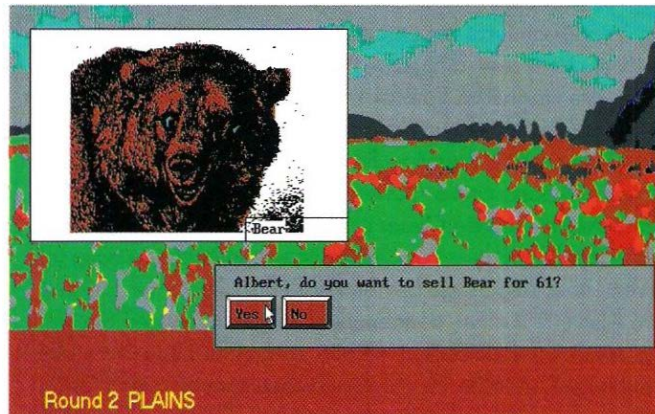 Bear
Albert, do you want to sell Bear for 61?
Yes No
Round 2 PLAINS